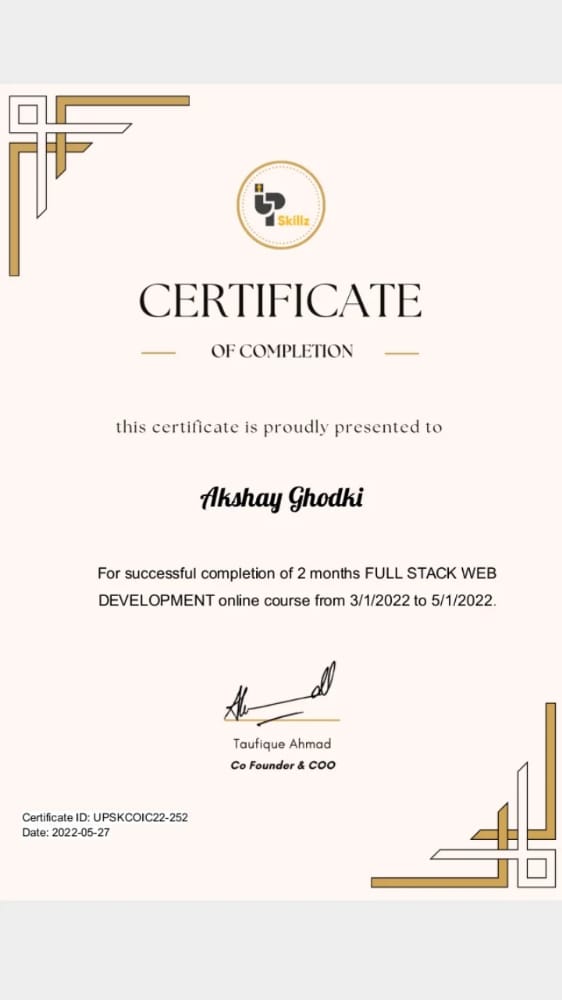 UP
Skillz
CERTIFICATE
OF COMPLETION
this certificate is proudly presented to
Akshay Ghodki
For successful completion of 2 months FULL STACK WEB
DEVELOPMENT online course from 3/1/2022 to 5/1/2022.
Taufique Ahmad
Co Founder & COO
Certificate ID: UPSKCOIC22-252
Date: 2022-05-27